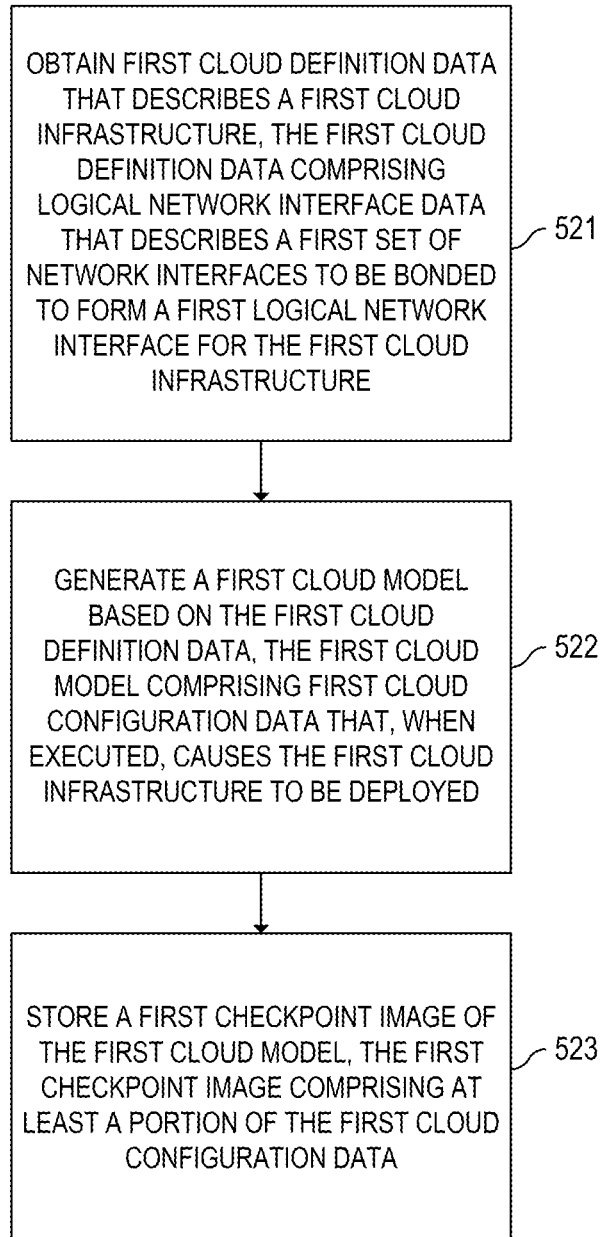 OBTAIN FIRST CLOUD DEFINITION DATA
THAT DESCRIBES A FIRST CLOUD
INFRASTRUCTURE, THE FIRST CLOUD
DEFINITION DATA COMPRISING
LOGICAL NETWORK INTERFACE DATA
THAT DESCRIBES A FIRST SET OF
NETWORK INTERFACES TO BE BONDED
TO FORM A FIRST LOGICAL NETWORK
INTERFACE FOR THE FIRST CLOUD
INFRASTRUCTURE
521
GENERATE A FIRST CLOUD MODEL
BASED ON THE FIRST CLOUD
DEFINITION DATA, THE FIRST CLOUD
MODEL COMPRISING FIRST CLOUD
CONFIGURATION DATA THAT, WHEN
EXECUTED, CAUSES THE FIRST CLOUD
INFRASTRUCTURE TO BE DEPLOYED
522
STORE A FIRST CHECKPOINT IMAGE OF
THE FIRST CLOUD MODEL, THE FIRST
CHECKPOINT IMAGE COMPRISING AT
LEAST A PORTION OF THE FIRST CLOUD
CONFIGURATION DATA
523